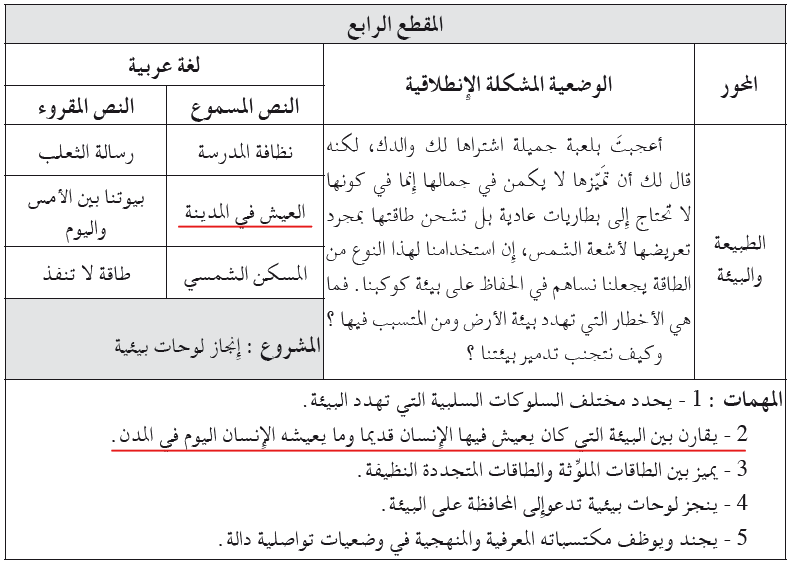 المقطع الرابع
المحور
الوضعية المشكلة الإنطلاقية
لغة عربية
النص المسموع
النص المقروء
الطبيعة
والبيئة
أعجبتَ بلعبة جميلة اشتراها لك والدك، لكنه
قال لك أن تمَيّزها لا يكمن في جمالها إنما في كونها
لا تحتاج إلى بطاريات عادية بل تشحن طاقتها بمجرد
تعريضها لأشعة الشمس، إن استخدامنا لهذا النوع من
الطاقة يجعلنا نساهم في الحفاظ على بيئة كوكبنا. فما
هي الأخطار التي تهدد بيئة الأرض ومن المتسبب فيها ؟
وكيف نتجنب تدمير بيئتنا ؟
نظافة المدرسة
رسالة الثعلب
العيش في المدينة
بيوتنا بين الأمس
واليوم
المسكن الشمسي
طاقة لا تنفذ
المشروع : إنجاز لوحات بيئية
المهمات : 1 - يحدد مختلف السلوكات السلبية التي تهدد البيئة.
2 - يقارن بين البيئة التي كان يعيش فيها الإنسان قديما وما يعيشه الإنسان اليوم في المدن.
3 - يميز بين الطاقات الملوِّثة والطاقات المتجددة النظيفة.
4 - ينجز لوحات بيئية تدعوإلى المحافظة على البيئة.
5 - يجند ويوظف مكتسباته المعرفية والمنهجية في وضعيات تواصلية دالة.